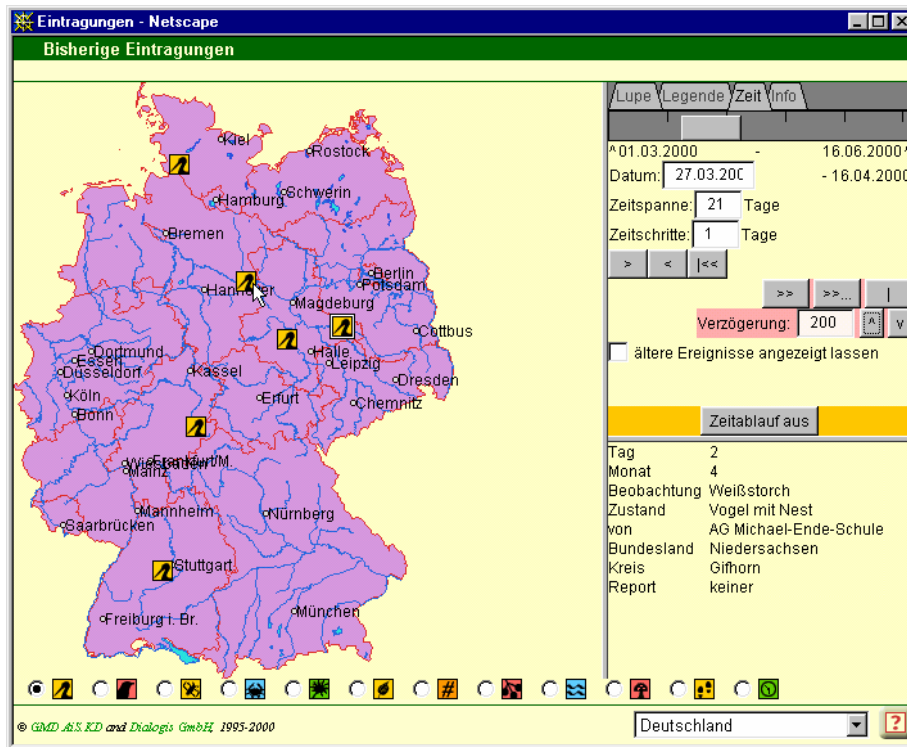 Eintragungen - Netscape
Bisherige Eintragungen
Lupe Legende Zeit Info
^01.03.2000 - 16.06.2000^
Datum: 27.03.200 - 16.04.2000
Zeitspanne: 21 Tage
Zeitschritte: 1 Tage
> < |<<
>> >>... |
Verzögerung: 200 ^ v
ältere Ereignisse angezeigt lassen
Zeitablauf aus
Tag 2
Monat 4
Beobachtung Weißstorch
Zustand Vogel mit Nest
von AG Michael-Ende-Schule
Bundesland Niedersachsen
Kreis Gifhorn
Report keiner
Kiel
Rostock
Schwerin
Hamburg
Bremen
Berlin
Potsdam
Hannover
Magdeburg
Cottbus
Dortmund
Essen
Düsseldorf
Halle
Leipzig
Kassel
Dresden
Köln
Erfurt
Chemnitz
Bonn
Frankfurt/M.
Wiesbaden
Mainz
Mannheim
Nürnberg
Saarbrücken
Stuttgart
München
Freiburg i. Br.
#
© GMD AiS.KD and Dialogis GmbH, 1995-2000
Deutschland
?